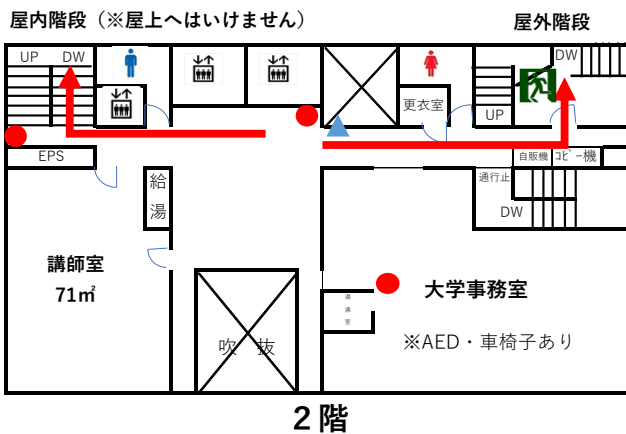 屋内階段（※屋上へはいけません）
屋外階段
UP DW
DW
更衣室
UP
EPS
自販機 ｺﾋﾟｰ機
給湯
通行止
DW
講師室
71㎡
大学事務室
湯沸室
※AED・車椅子あり
吹 抜
２階